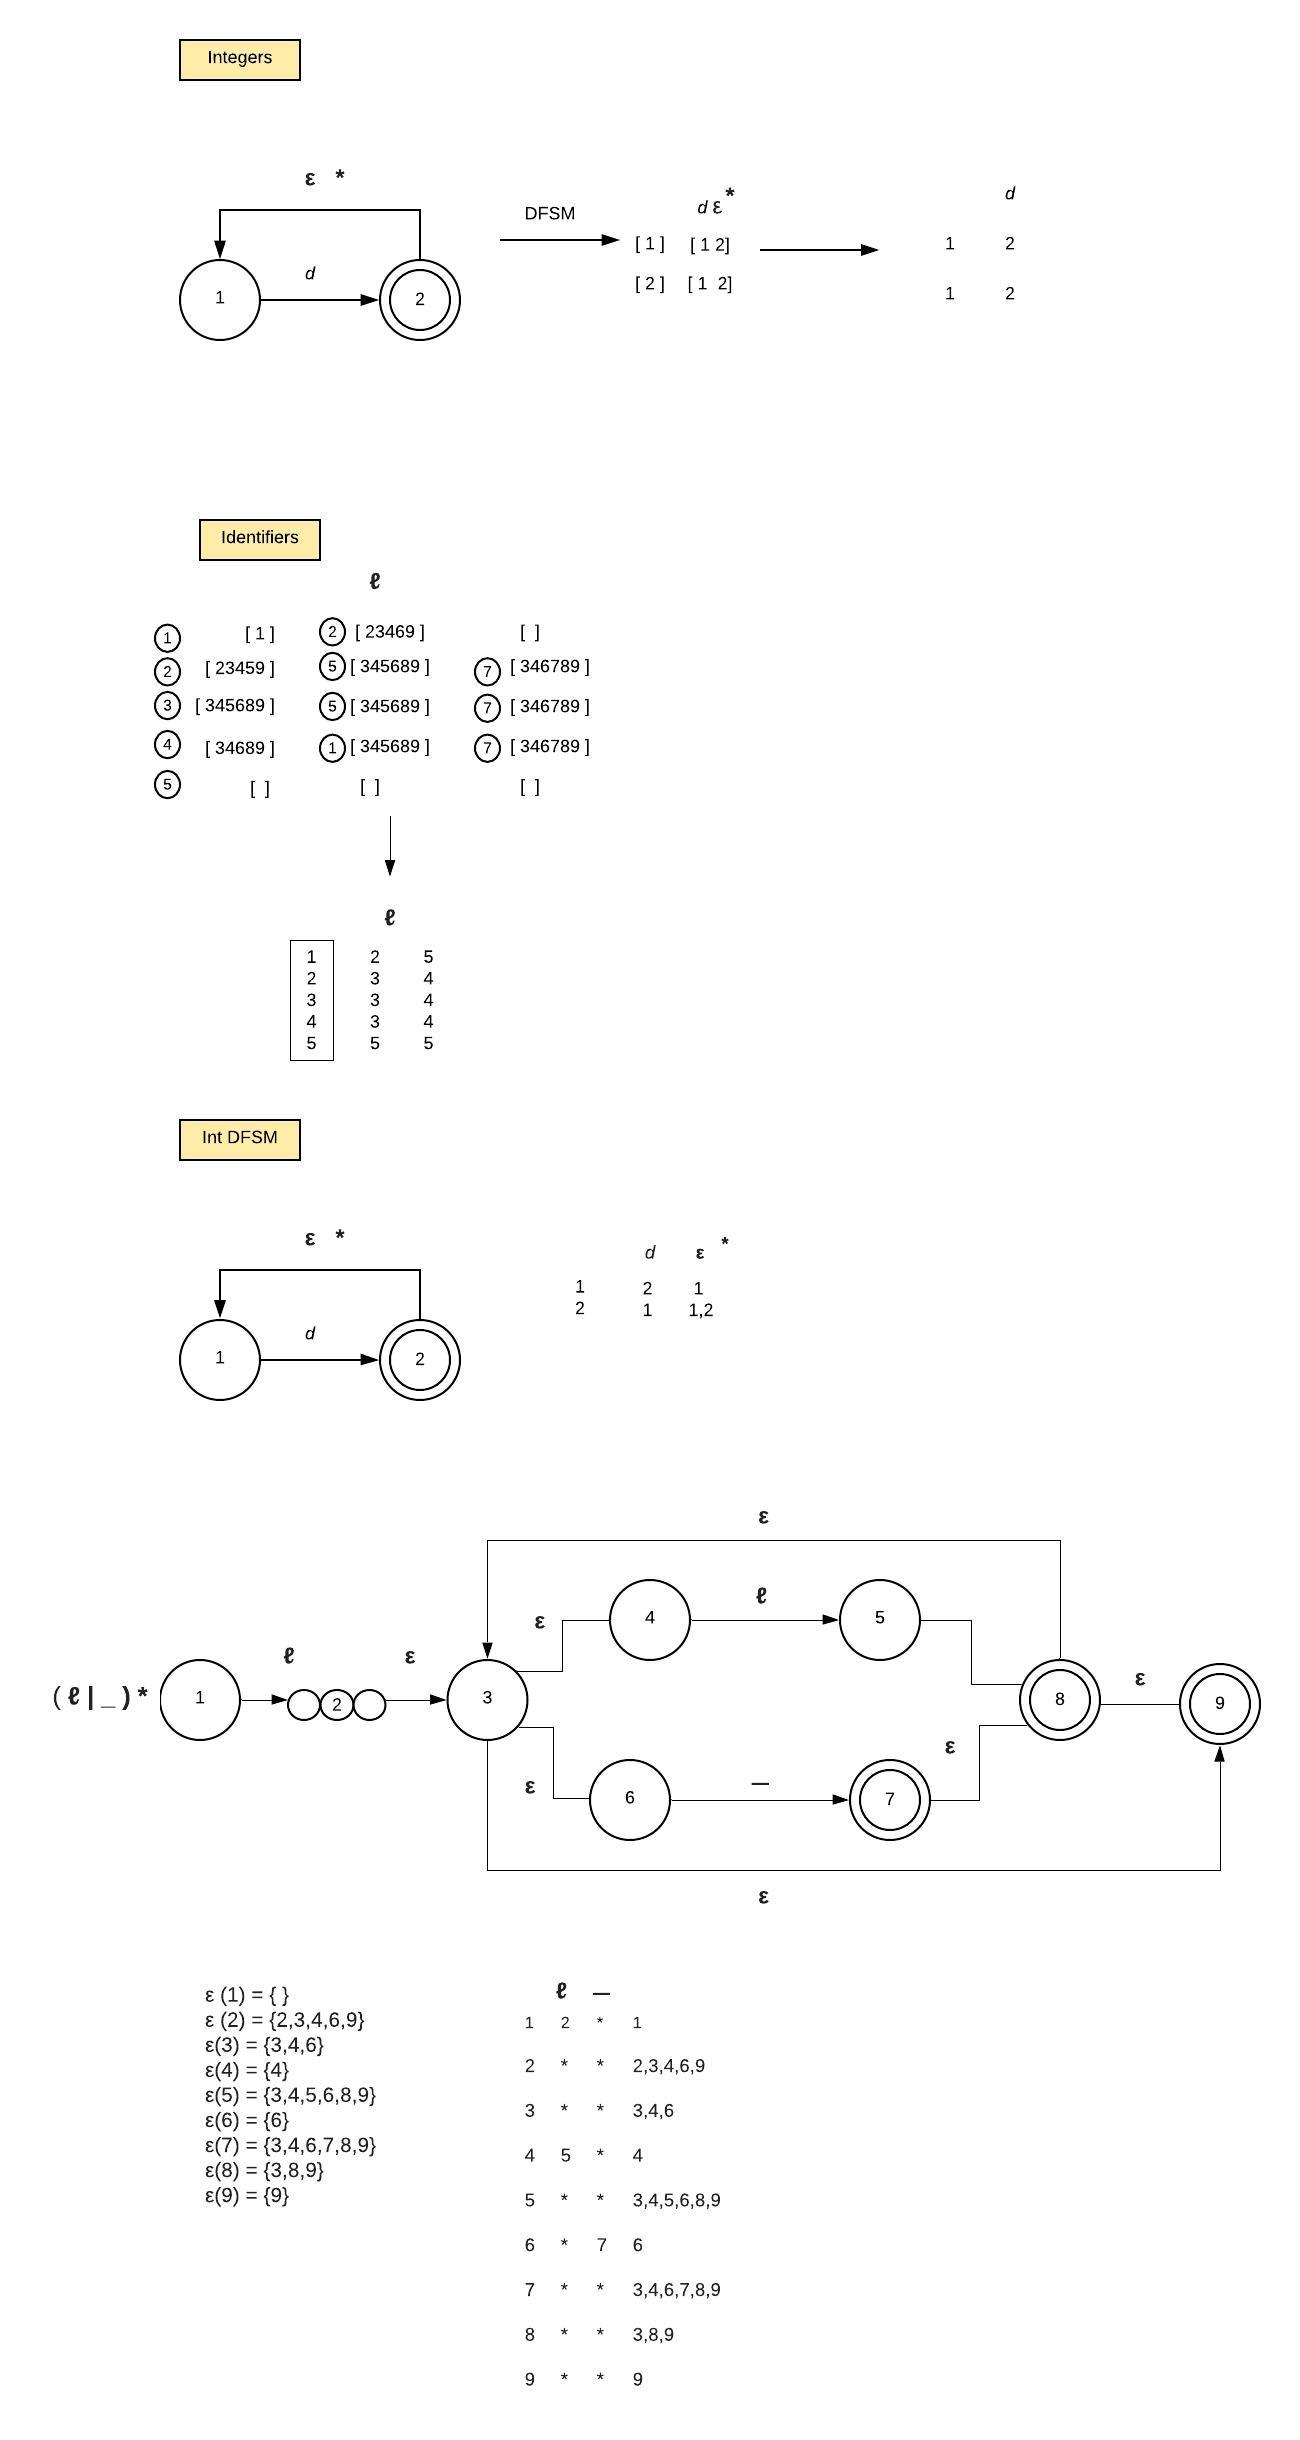 Integers
ε *
d
1
2
DFSM
d ε *
[ 1 ] [ 1 2]
[ 2 ] [ 1 2]
d
1 2
1 2
Identifiers
ℓ
1 [ 1 ] 2 [ 23469 ] [ ]
2 [ 23459 ] 5 [ 345689 ] 7 [ 346789 ]
3 [ 345689 ] 5 [ 345689 ] 7 [ 346789 ]
4 [ 34689 ] 1 [ 345689 ] 7 [ 346789 ]
5 [ ] [ ] [ ]
ℓ
1 2 5
2 3 4
3 3 4
4 3 4
5 5 5
Int DFSM
ε *
d
1
2
d ε *
1 2 1
2 1 1,2
ε
ε 4 ℓ 5
( ℓ | _ ) * 1 ℓ 2 ε 3 8 ε 9
ε 6 — 7 ε
ε
ε (1) = { }
ε (2) = {2,3,4,6,9}
ε(3) = {3,4,6}
ε(4) = {4}
ε(5) = {3,4,5,6,8,9}
ε(6) = {6}
ε(7) = {3,4,6,7,8,9}
ε(8) = {3,8,9}
ε(9) = {9}
ℓ —
1 2 * 1
2 * * 2,3,4,6,9
3 * * 3,4,6
4 5 * 4
5 * * 3,4,5,6,8,9
6 * 7 6
7 * * 3,4,6,7,8,9
8 * * 3,8,9
9 * * 9